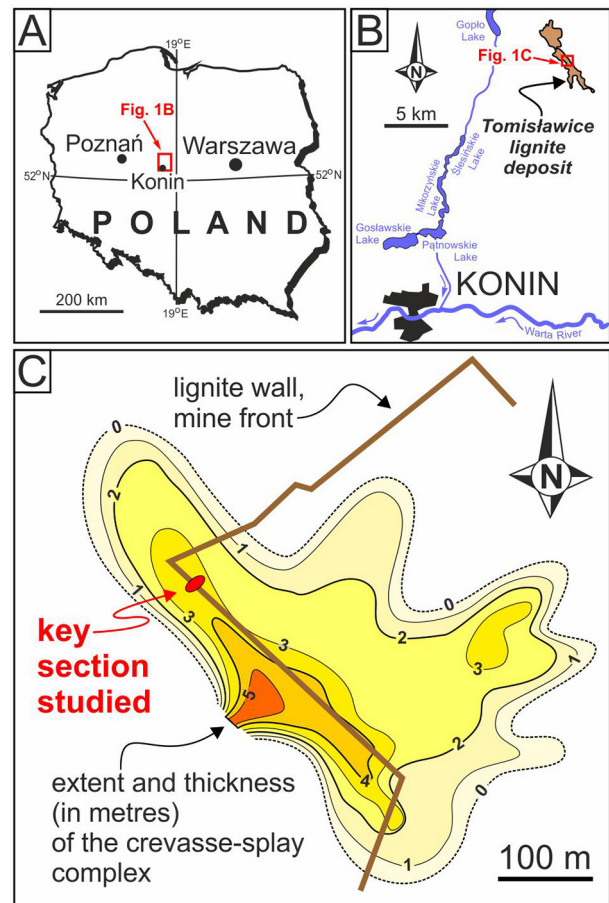 A
19°E
Fig. 1B
Poznań
Warszawa
52°N
Konin
52°N
POLAND
200 km
19°E
B
Gopło
Lake
N
Fig. 1C
5 km
Tomisławice
lignite
deposit
Ślesińskie
Lake
Mikorzyńskie
Lake
Gosławskie
Lake
Pątnowskie
Lake
KONIN
Warta River
C
lignite wall,
mine front
N
0
2
1
1
3
0
key
section
studied
3
2
3
1
5
2
4
0
extent and thickness
(in metres)
of the crevasse-splay
complex
1
100 m